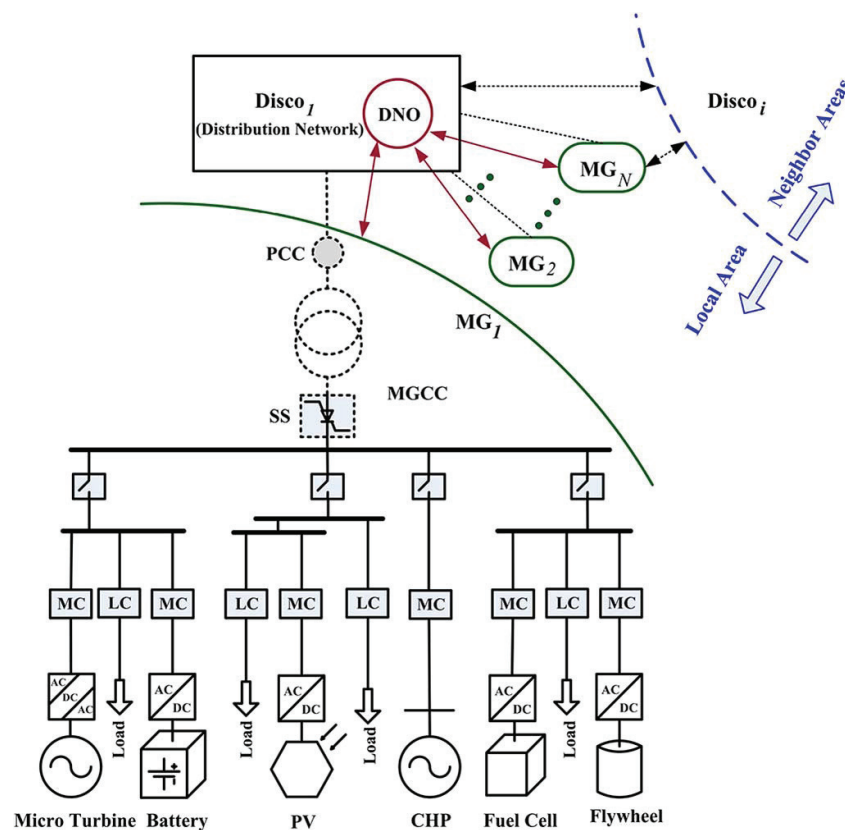 Disco1
(Distribution Network)
DNO
Discoi
MGN
MG2
Neighbor Areas
Local Area
PCC
MG1
MGCC
SS
MC
LC
MC
LC
MC
LC
MC
MC
LC
MC
AC
DC
AC
Load
AC
DC
Load
AC
DC
Load
AC
DC
Load
AC
DC
Micro Turbine
Battery
PV
CHP
Fuel Cell
Flywheel